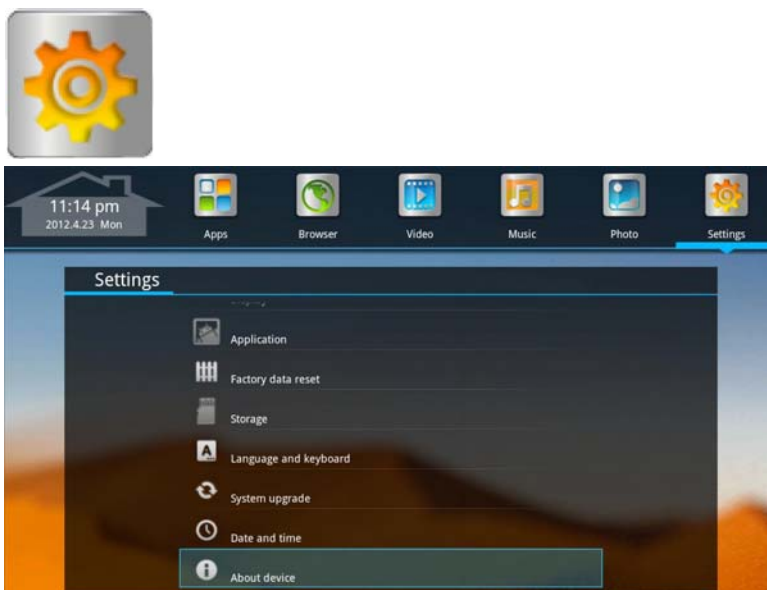 11:14 pm
2012.4.23 Mon
Apps
Browser
Video
Music
Photo
Settings
Settings
Application
Factory data reset
Storage
Language and keyboard
System upgrade
Date and time
About device